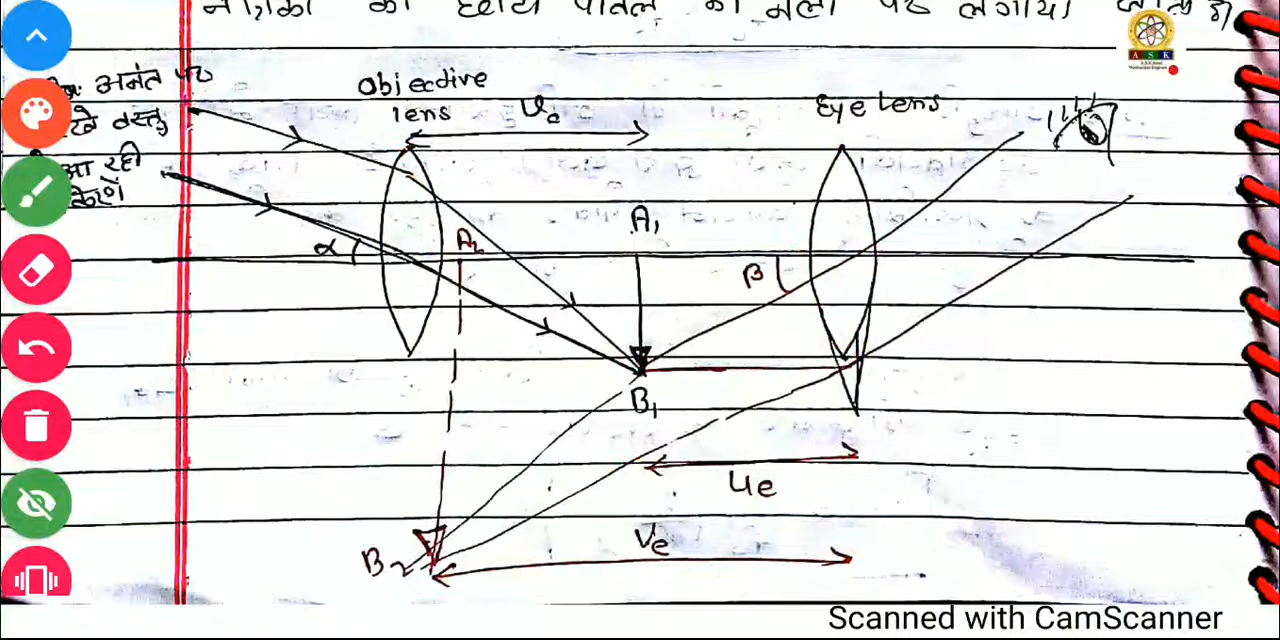 लगाया जाता है
अनंत पर
रखे वस्तु
आ रही
किरणें
Objective
lens
Eye lens
α
A₂
A₁
β
B₁
ue
B₂
Ve
A S K
Scanned with CamScanner